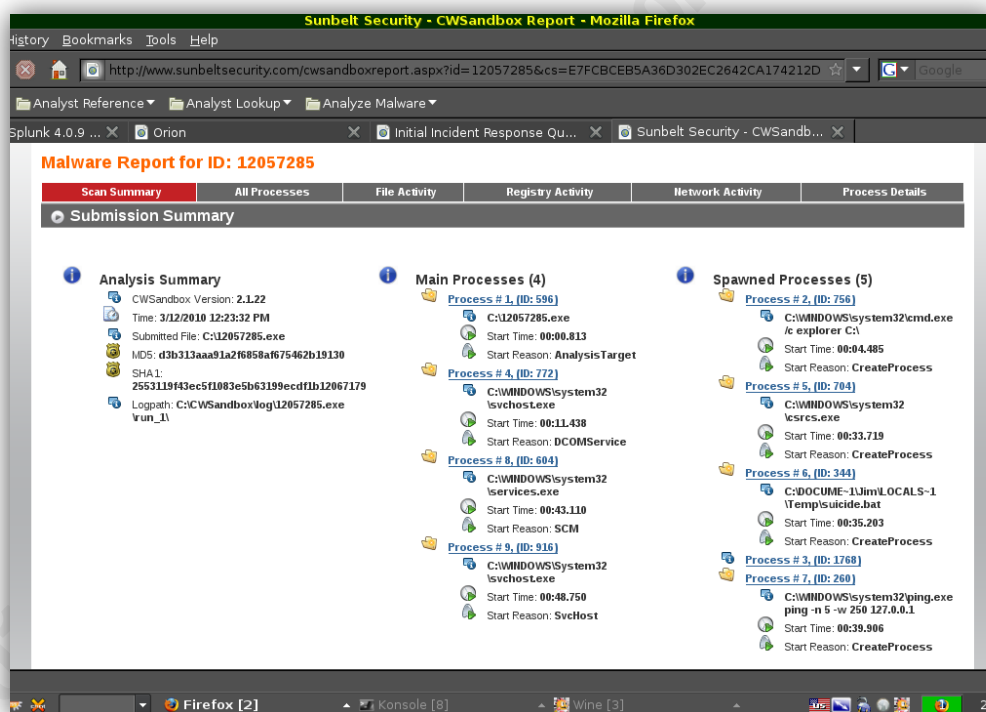 Sunbelt Security - CWSandbox Report - Mozilla Firefox
History Bookmarks Tools Help
http://www.sunbeltsecurity.com/cwsandboxreport.aspx?id=12057285&cs=E7FCBCEB5A36D302EC2642CA174212D
G Google
Analyst Reference Analyst Lookup Analyze Malware
Splunk 4.0.9 ... Orion Initial Incident Response Qu... Sunbelt Security - CWSandb...
Malware Report for ID: 12057285
Scan Summary All Processes File Activity Registry Activity Network Activity Process Details
Submission Summary
Analysis Summary
CWSandbox Version: 2.1.22
Time: 3/12/2010 12:23:32 PM
Submitted File: C:\12057285.exe
MD5: d3b313aaa91a2f6858af675462b19130
SHA1:
2553119f43ec5f1083e5b63199ecdf1b12067179
Logpath: C:\CWSandbox\log\12057285.exe
\run_1\
Main Processes (4)
Process # 1, (ID: 596)
C:\12057285.exe
Start Time: 00:00.813
Start Reason: AnalysisTarget
Process # 4, (ID: 772)
C:\WINDOWS\system32
\svchost.exe
Start Time: 00:11.438
Start Reason: DCOMService
Process # 8, (ID: 604)
C:\WINDOWS\system32
\services.exe
Start Time: 00:43.110
Start Reason: SCM
Process # 9, (ID: 916)
C:\WINDOWS\System32
\svchost.exe
Start Time: 00:48.750
Start Reason: SvcHost
Spawned Processes (5)
Process # 2, (ID: 756)
C:\WINDOWS\system32\cmd.exe
/c explorer C:\
Start Time: 00:04.485
Start Reason: CreateProcess
Process # 5, (ID: 704)
C:\WINDOWS\system32
\csrcs.exe
Start Time: 00:33.719
Start Reason: CreateProcess
Process # 6, (ID: 344)
C:\DOCUME~1\Jim\LOCALS~1
\Temp\suicide.bat
Start Time: 00:35.203
Start Reason: CreateProcess
Process # 3, (ID: 1768)
Process # 7, (ID: 260)
C:\WINDOWS\system32\ping.exe
ping -n 5 -w 250 127.0.0.1
Start Time: 00:39.906
Start Reason: CreateProcess
Firefox [2] Konsole [8] Wine [3] us 1 2